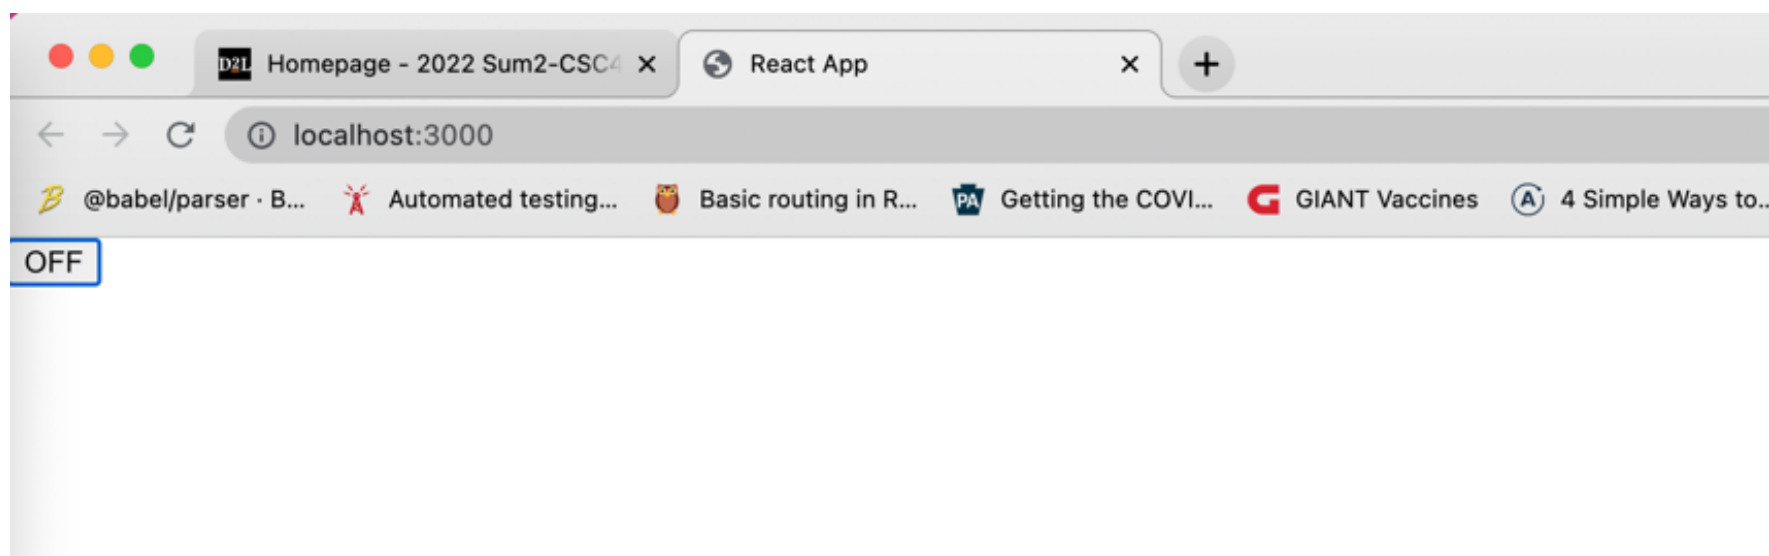 D2L Homepage - 2022 Sum2-CSC4 React App
localhost:3000
B @babel/parser · B... Automated testing... Basic routing in R... PA Getting the COVI... G GIANT Vaccines A 4 Simple Ways to...
OFF